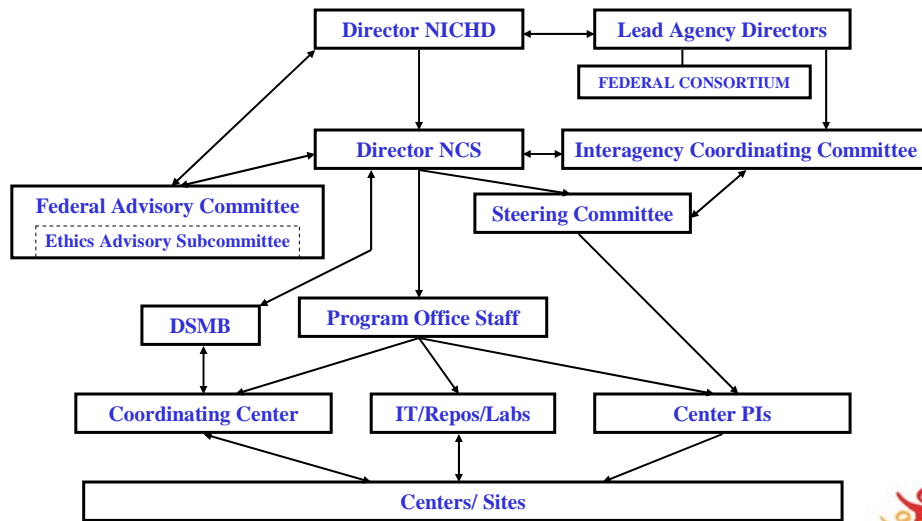 Director NICHD
Lead Agency Directors
FEDERAL CONSORTIUM
Director NCS
Interagency Coordinating Committee
Federal Advisory Committee
Ethics Advisory Subcommittee
Steering Committee
DSMB
Program Office Staff
Coordinating Center
IT/Repos/Labs
Center PIs
Centers/ Sites